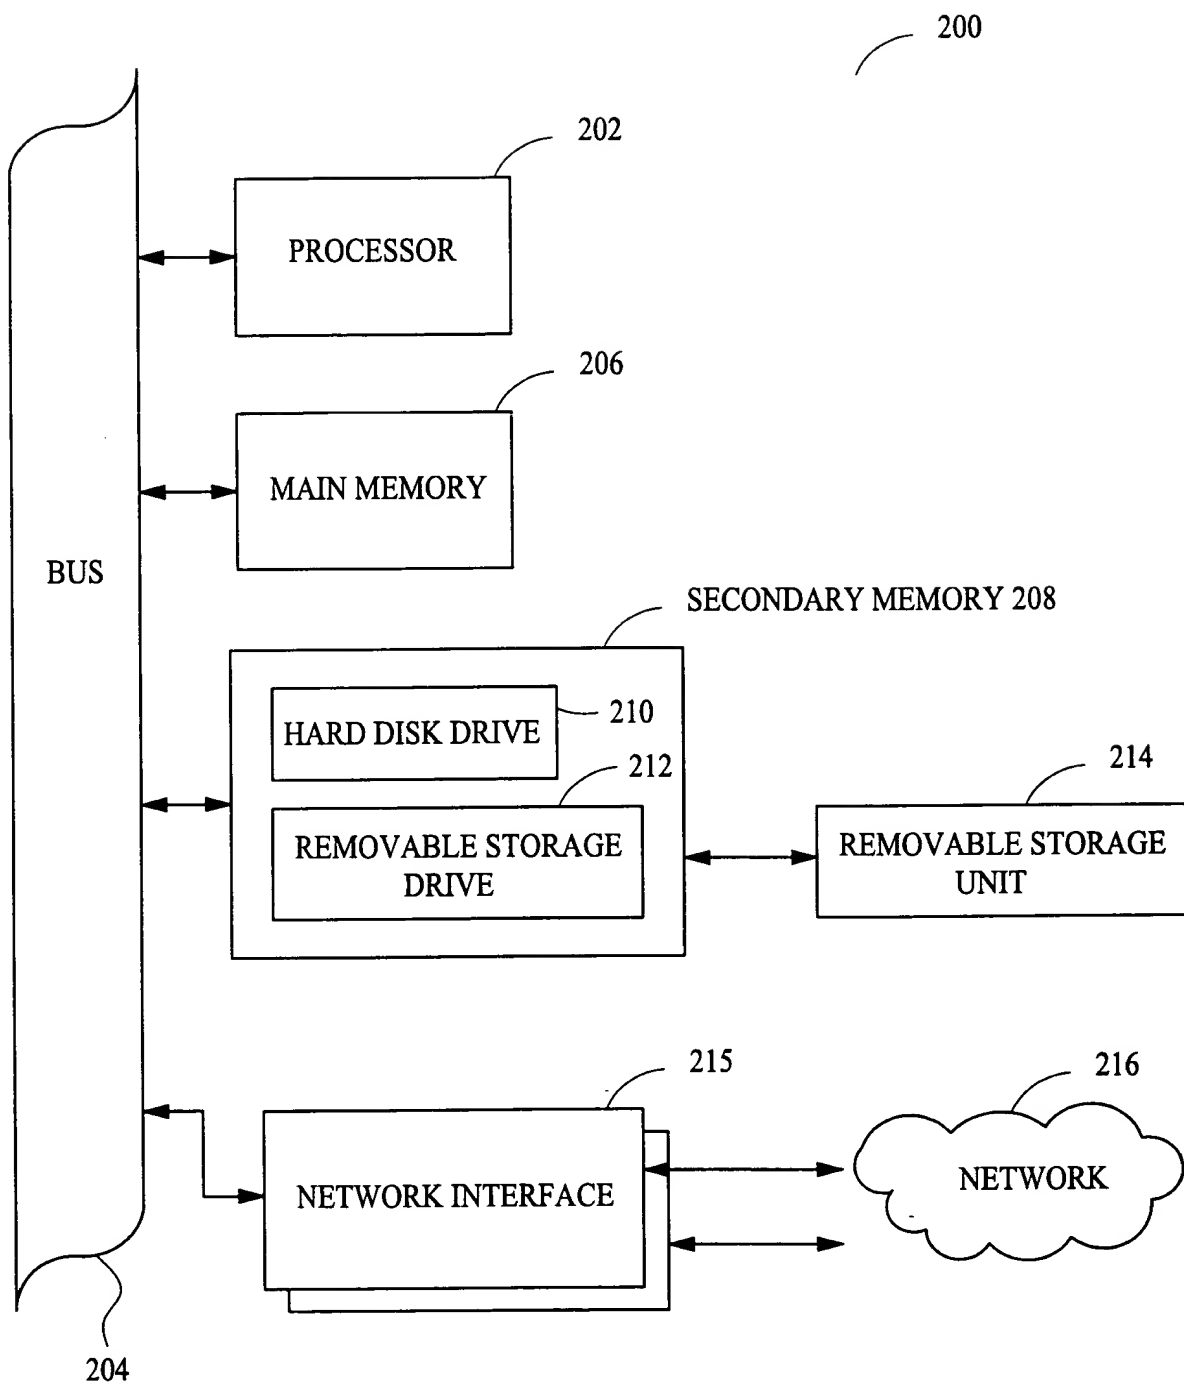 200
202
PROCESSOR
206
MAIN MEMORY
BUS
SECONDARY MEMORY 208
HARD DISK DRIVE
210
212
REMOVABLE STORAGE
DRIVE
214
REMOVABLE STORAGE
UNIT
215
NETWORK INTERFACE
216
NETWORK
204